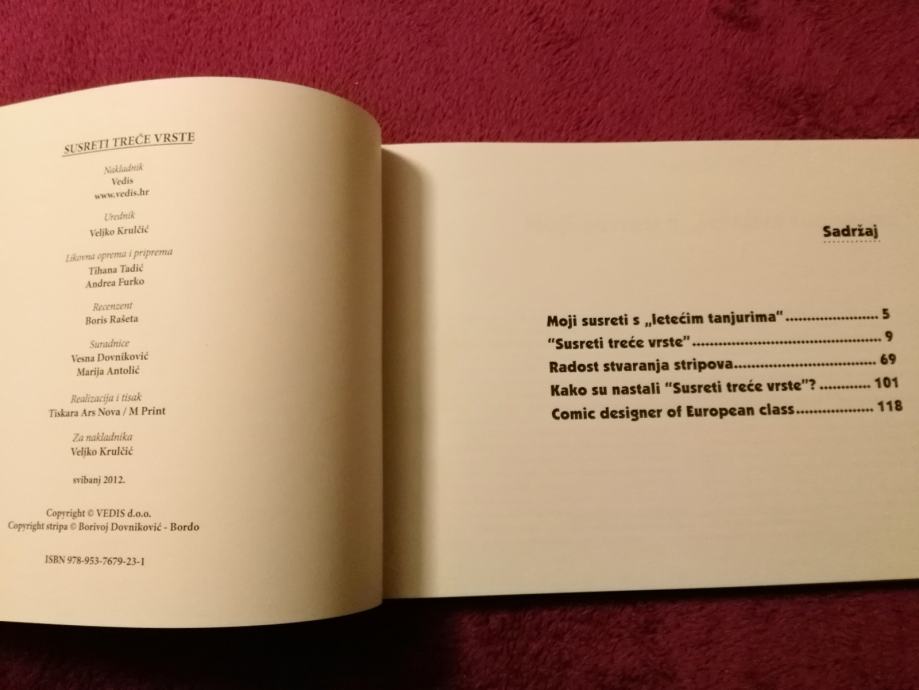 SUSRETI TREĆE VRSTE
Nakladnik
Vedis
www.vedis.hr
Urednik
Veljko Krulčić
Likovna oprema i priprema
Tihana Tadić
Andrea Furko
Recenzent
Boris Rašeta
Suradnice
Vesna Dovniković
Marija Antolić
Realizacija i tisak
Tiskara Ars Nova / M Print
Za nakladnika
Veljko Krulčić
svibanj 2012.
Copyright © VEDIS d.o.o.
Copyright stripa © Borivoj Dovniković - Bordo
ISBN 978-953-7679-23-1
Sadržaj
Moji susreti s „letećim tanjurima“ ...................... 5
“Susreti treće vrste” ............................................. 9
Radost stvaranja stripova.................................. 69
Kako su nastali “Susreti treće vrste”? ............ 101
Comic designer of European class................... 118